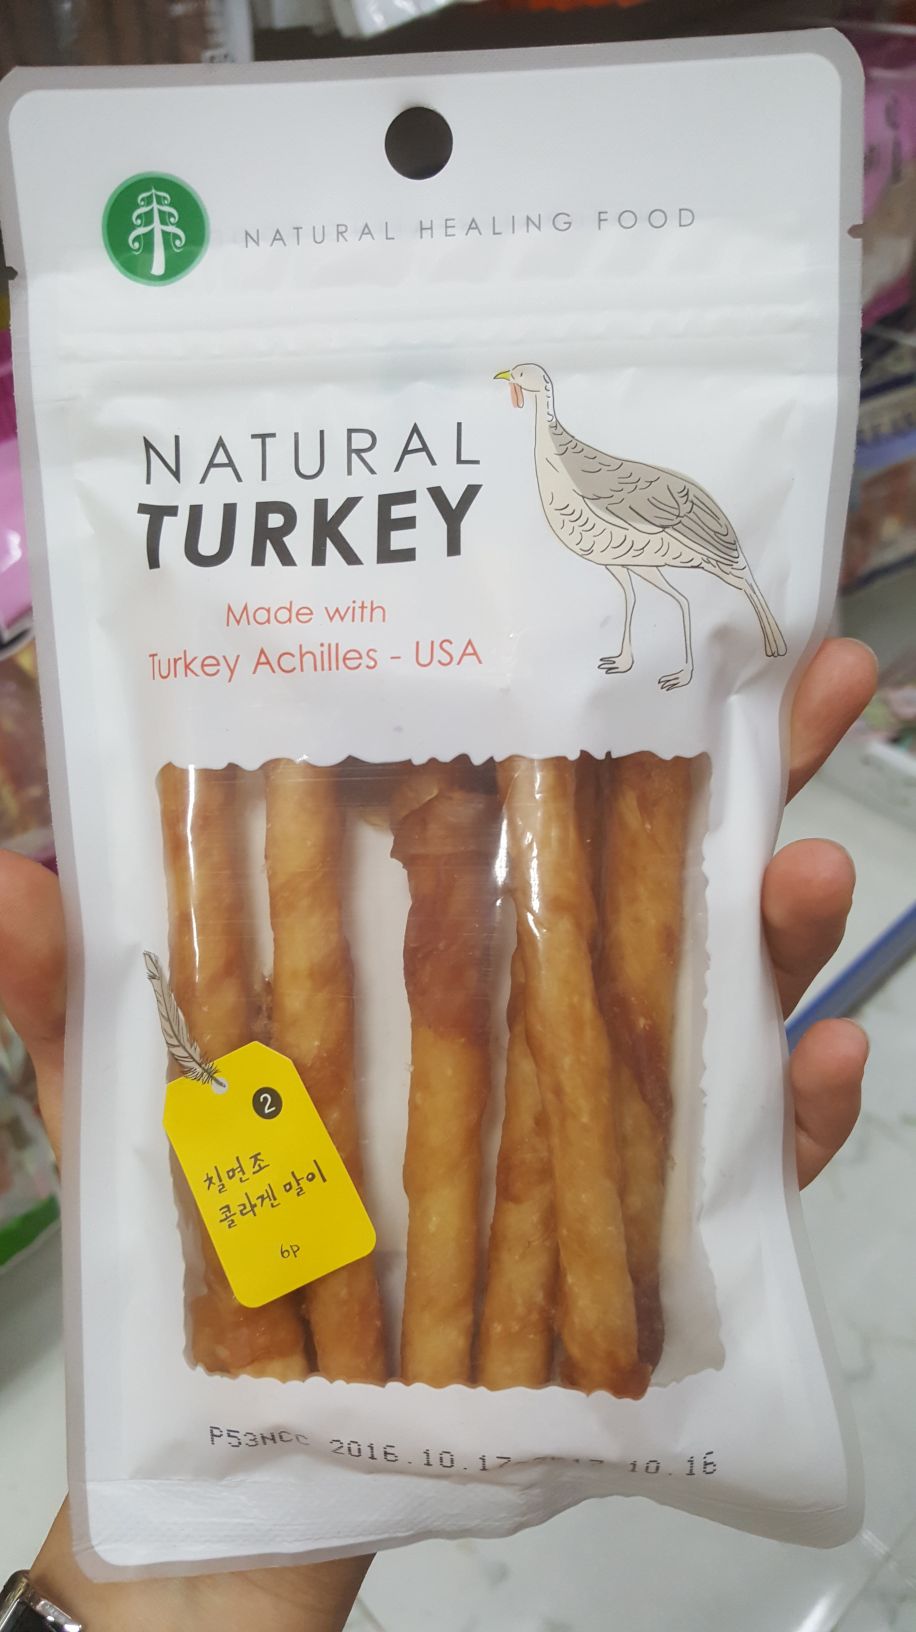 NATURAL HEALING FOOD
NATURAL
TURKEY
Made with
Turkey Achilles - USA
2
칠면조
콜라겐 말이
6P
P53NCC 2016.10.17 10.16